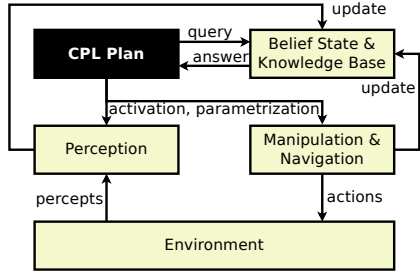 update
CPL Plan
query
answer
Belief State &
Knowledge Base
update
activation, parametrization
Perception
Manipulation &
Navigation
percepts
actions
Environment